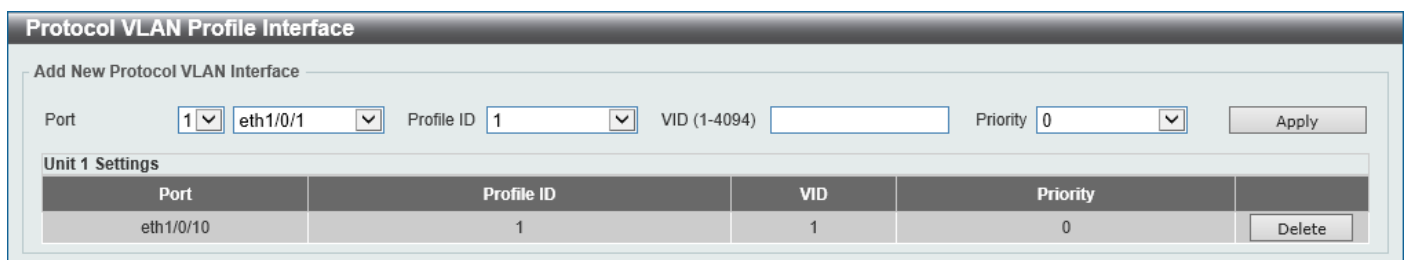 Protocol VLAN Profile Interface
Add New Protocol VLAN Interface
Port 1 eth1/0/1 Profile ID 1 VID (1-4094) Priority 0 Apply
Unit 1 Settings
Port Profile ID VID Priority
eth1/0/10 1 1 0 Delete